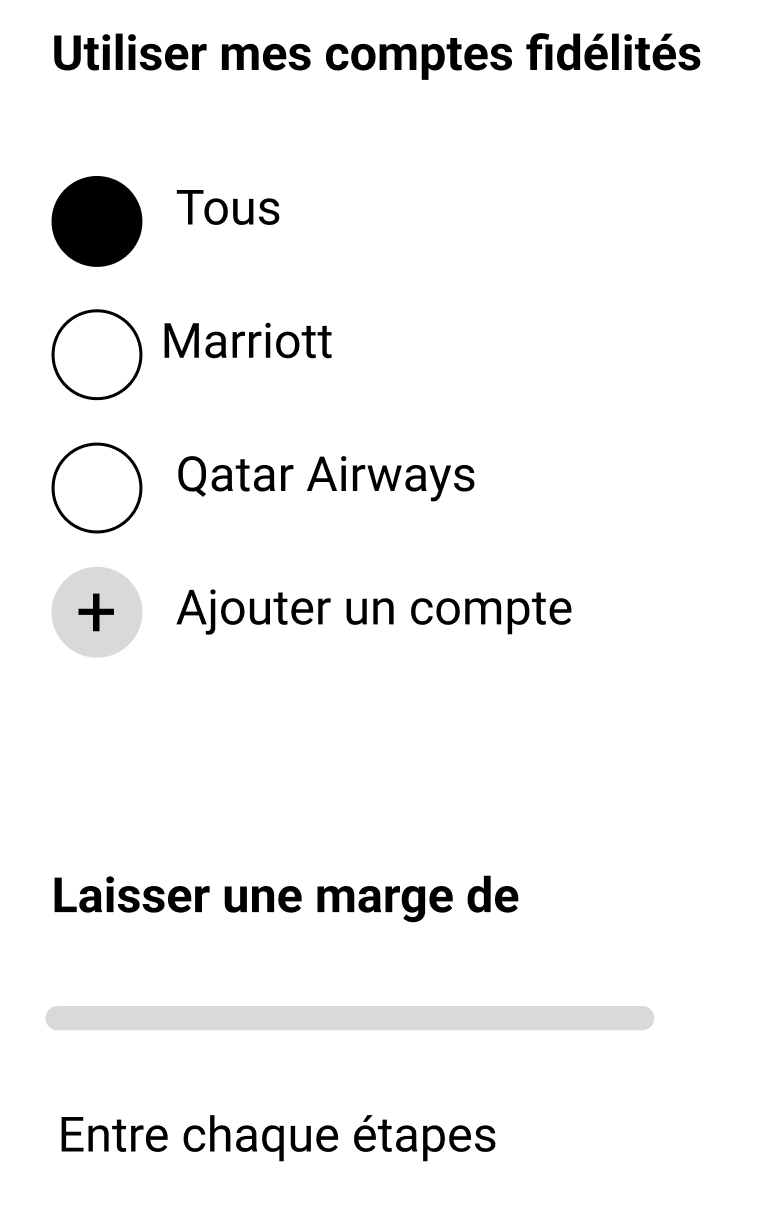 Utiliser mes comptes fidélités
Tous
Marriott
Qatar Airways
+ Ajouter un compte
Laisser une marge de
Entre chaque étapes